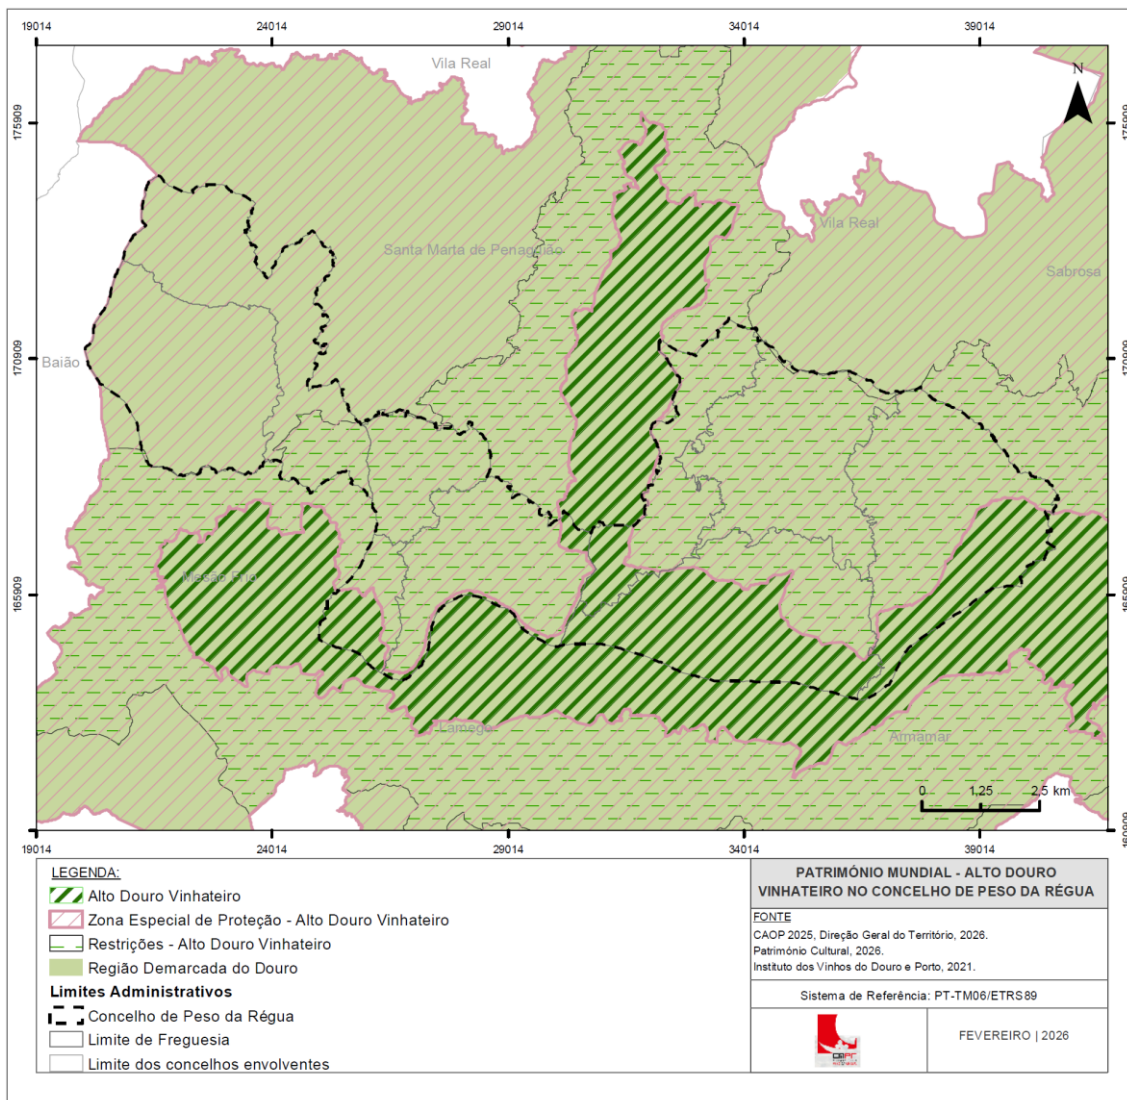 19014 24014 29014 34014 39014
Vila Real
N
175909 175909
Vila Real
Santa Marta de Penaguião
Sabrosa
170909 170909
Baião
165909 165909
Mesão Frio
Lamego
Armamar
0 1,25 2,5 km
160909
19014 24014 29014 34014 39014
LEGENDA:
Alto Douro Vinhateiro
Zona Especial de Proteção - Alto Douro Vinhateiro
Restrições - Alto Douro Vinhateiro
Região Demarcada do Douro
Limites Administrativos
Concelho de Peso da Régua
Limite de Freguesia
Limite dos concelhos envolventes
PATRIMÓNIO MUNDIAL - ALTO DOURO
VINHATEIRO NO CONCELHO DE PESO DA RÉGUA
FONTE
CAOP 2025, Direção Geral do Território, 2026.
Património Cultural, 2026.
Instituto dos Vinhos do Douro e Porto, 2021.
Sistema de Referência: PT-TM06/ETRS89
FEVEREIRO | 2026